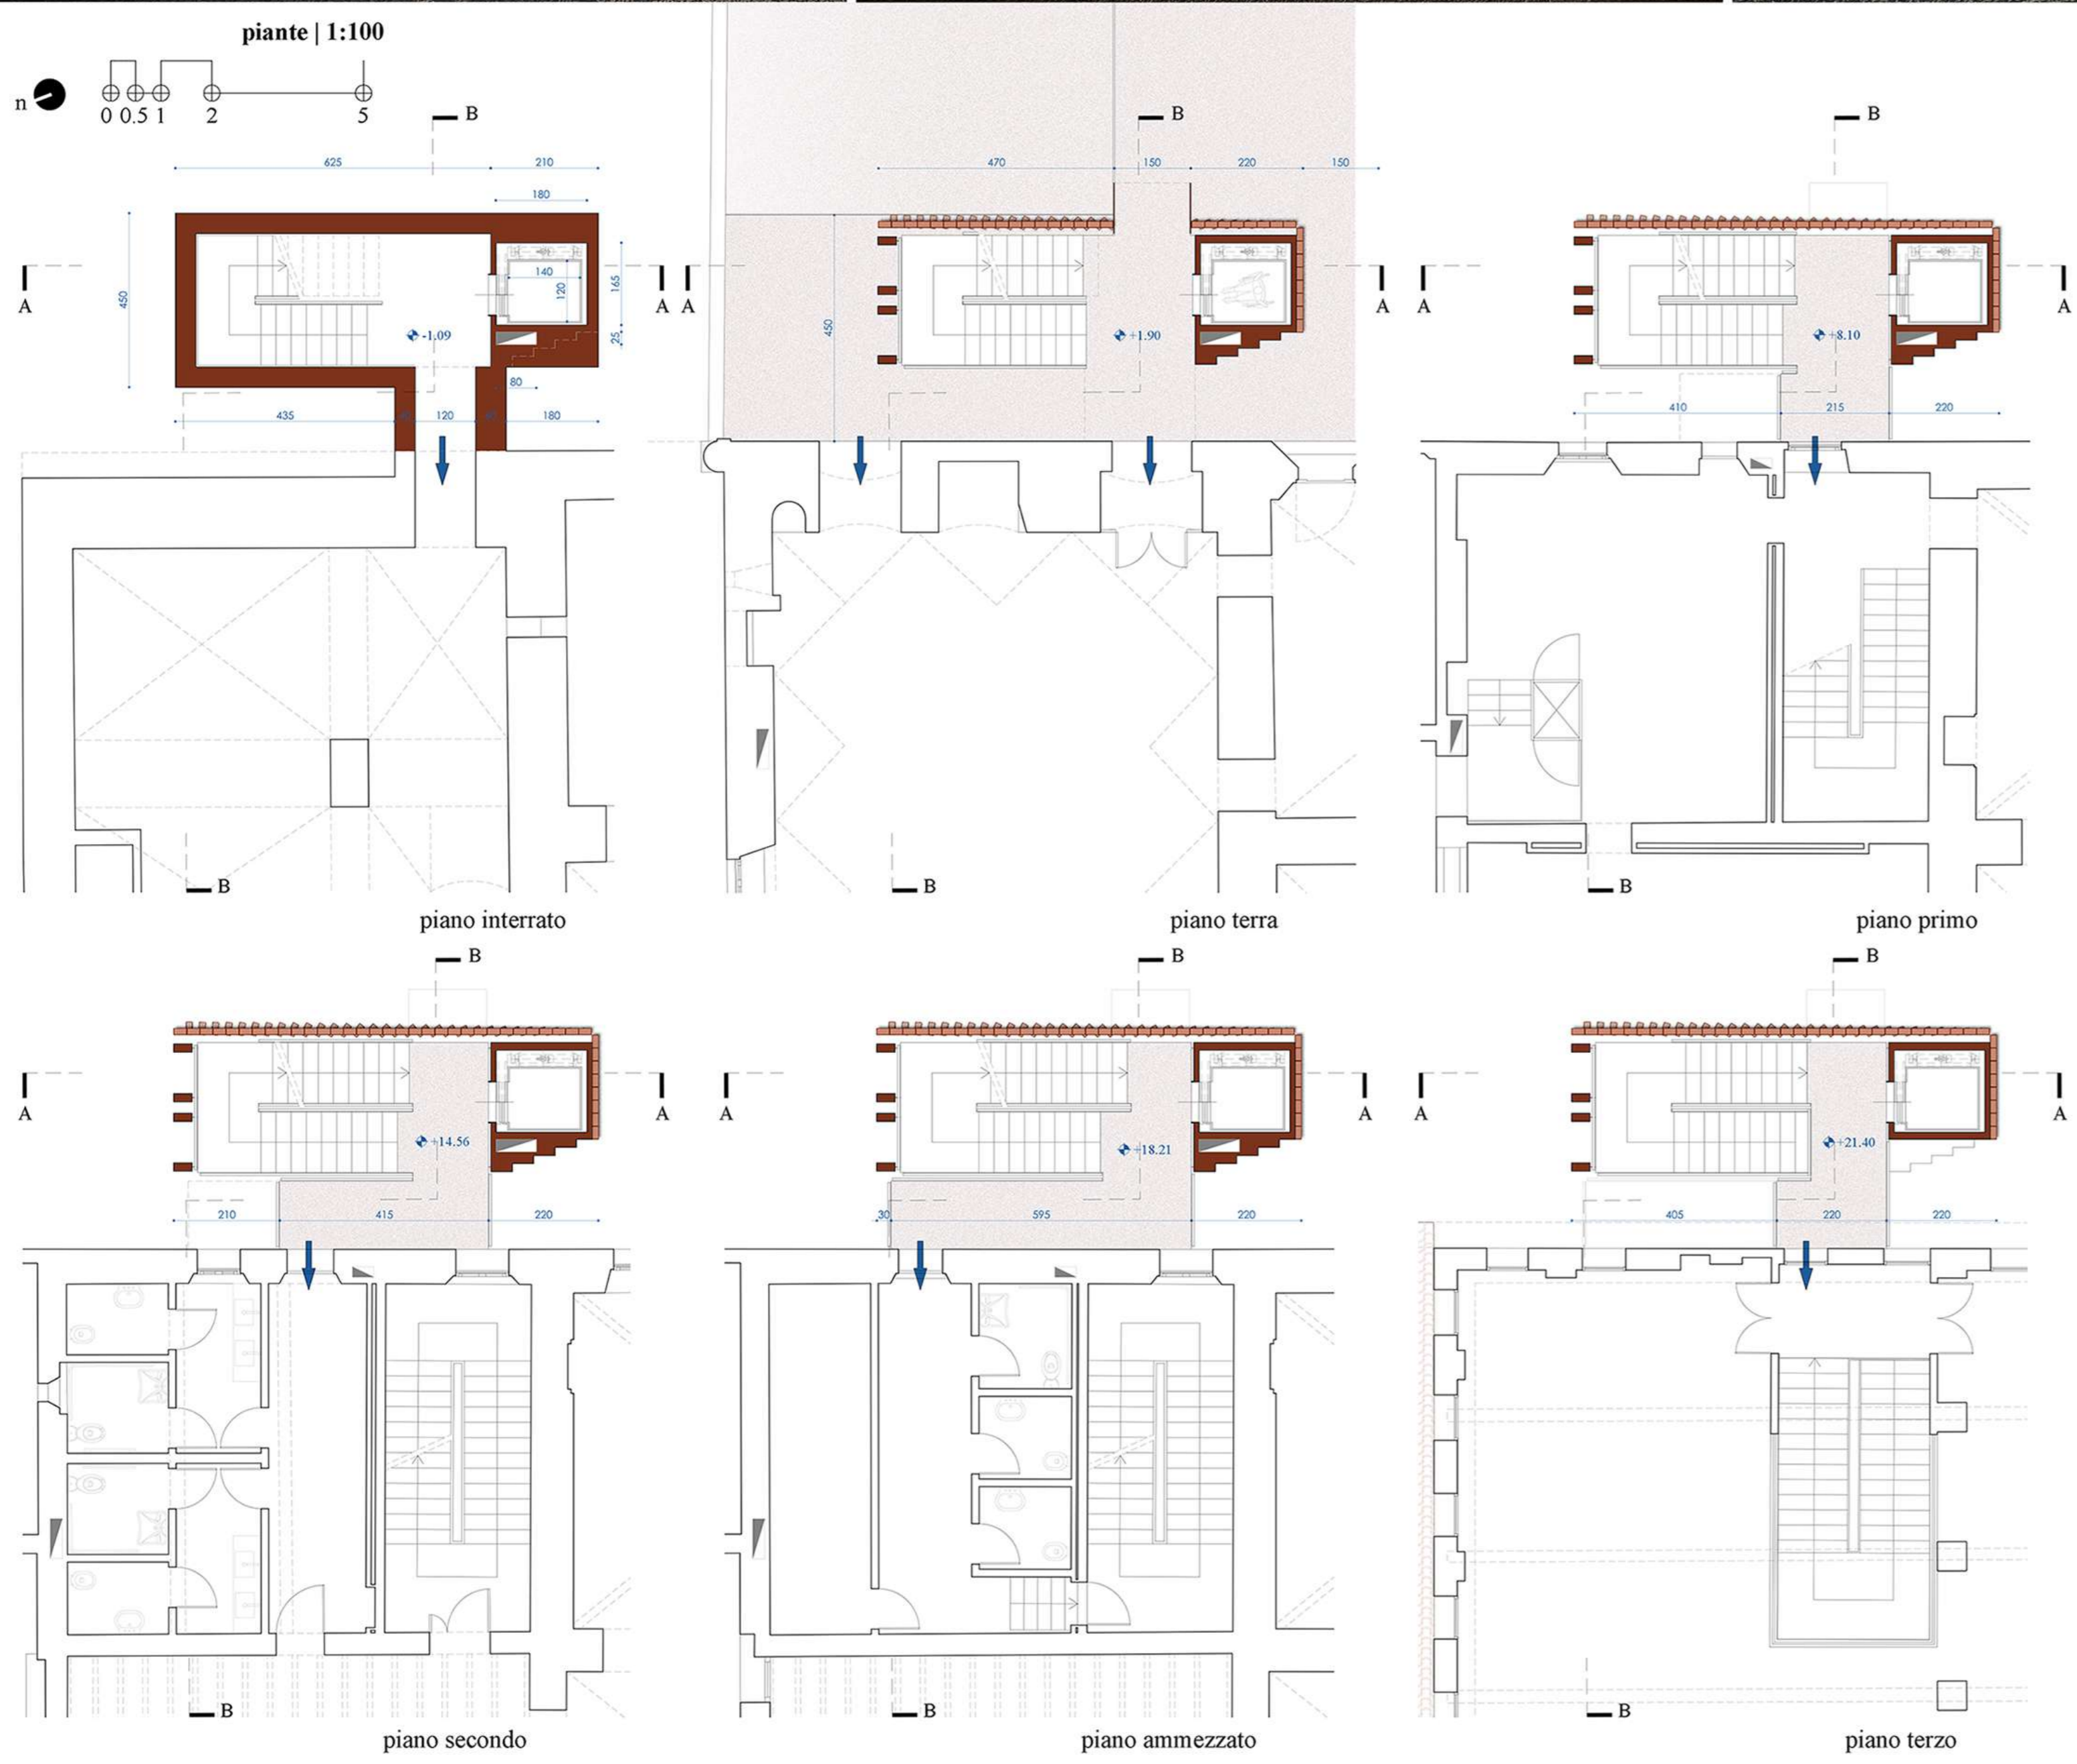 piante | 1:100
n
0 0.5 1 2 5
B
625 210
180
450
140
120
165
25
A A
-1.09
80
435 120 180
B
piano interrato
B
470 150 220 150
450
A A
+1.90
B
piano terra
B
A A
+8.10
410 215 220
B
piano primo
B
A A
+14.56
210 415 220
B
piano secondo
B
A A
+18.21
30 595 220
B
piano ammezzato
B
A A
+21.40
405 220 220
B
piano terzo